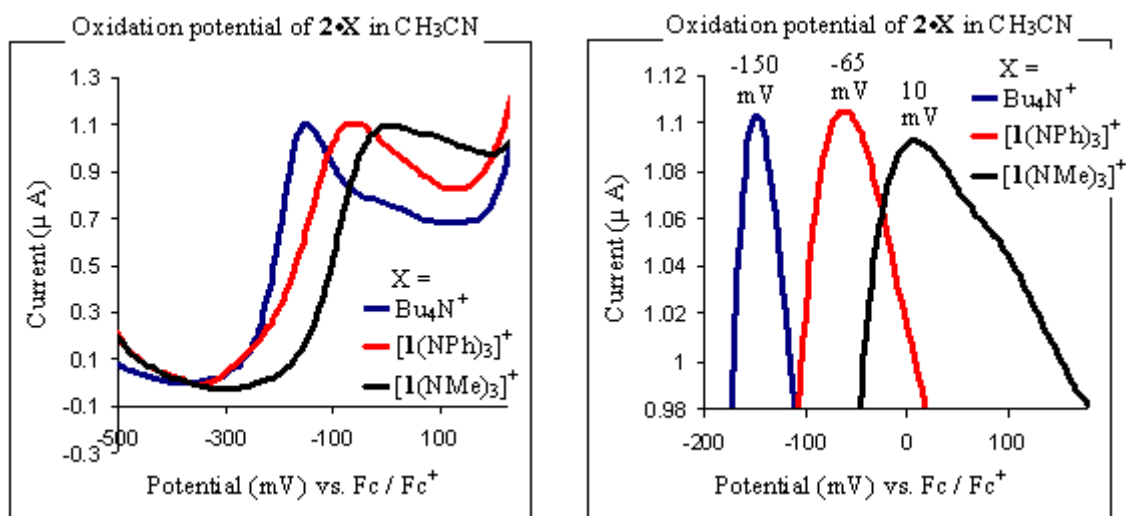 Oxidation potential of 2•X in CH3CN
1.3
1.1
0.9
0.7
0.5
0.3
0.1
-0.1
-0.3
-500
-300
-100
100
Current (μ A)
Potential (mV) vs. Fc / Fc+
X =
Bu4N+
[1(NPh)3]+
[1(NMe)3]+
Oxidation potential of 2•X in CH3CN
-150
mV
-65
mV
10
mV
X =
Bu4N+
[1(NPh)3]+
[1(NMe)3]+
1.12
1.1
1.08
1.06
1.04
1.02
1
0.98
-200
-100
0
100
Current (μ A)
Potential (mV) vs. Fc / Fc+